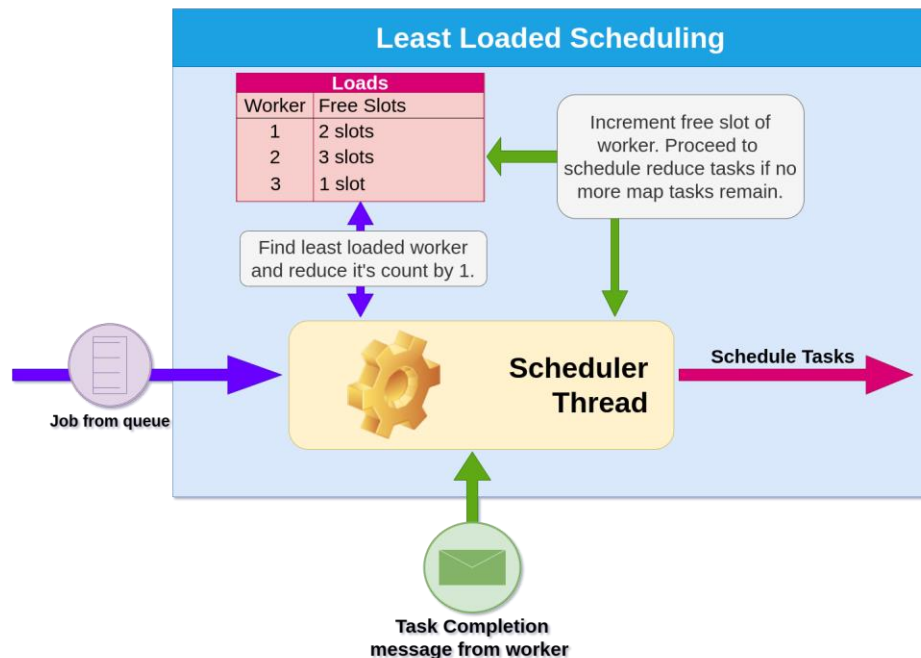 Least Loaded Scheduling
Loads
Worker Free Slots
1 2 slots
2 3 slots
3 1 slot
Increment free slot of
worker. Proceed to
schedule reduce tasks if no
more map tasks remain.
Find least loaded worker
and reduce it's count by 1.
Job from queue
Scheduler
Thread
Schedule Tasks
Task Completion
message from worker